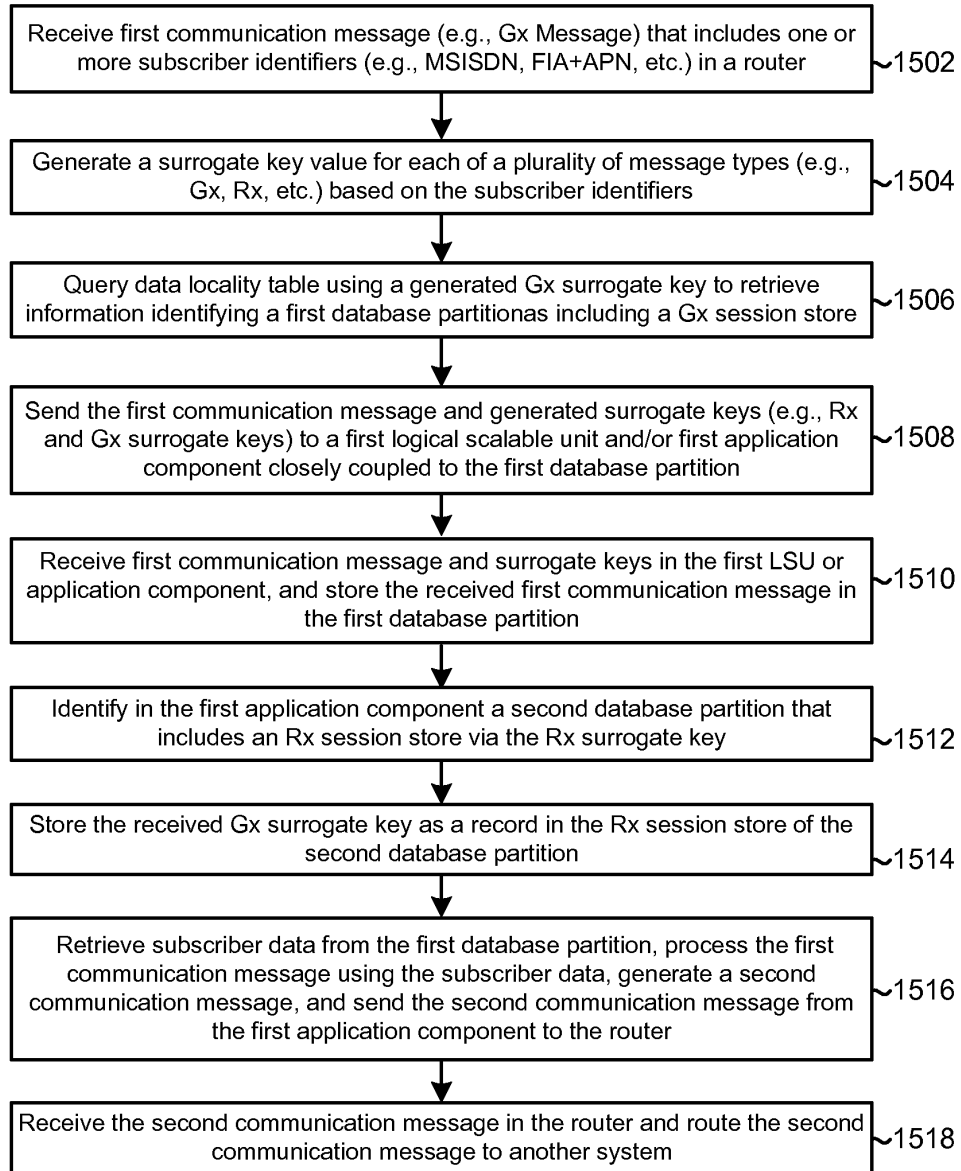 Receive first communication message (e.g., Gx Message) that includes one or
more subscriber identifiers (e.g., MSISDN, FIA+APN, etc.) in a router
1502
Generate a surrogate key value for each of a plurality of message types (e.g.,
Gx, Rx, etc.) based on the subscriber identifiers
1504
Query data locality table using a generated Gx surrogate key to retrieve
information identifying a first database partitionas including a Gx session store
1506
Send the first communication message and generated surrogate keys (e.g., Rx
and Gx surrogate keys) to a first logical scalable unit and/or first application
component closely coupled to the first database partition
1508
Receive first communication message and surrogate keys in the first LSU or
application component, and store the received first communication message in
the first database partition
1510
Identify in the first application component a second database partition that
includes an Rx session store via the Rx surrogate key
1512
Store the received Gx surrogate key as a record in the Rx session store of the
second database partition
1514
Retrieve subscriber data from the first database partition, process the first
communication message using the subscriber data, generate a second
communication message, and send the second communication message from
the first application component to the router
1516
Receive the second communication message in the router and route the second
communication message to another system
1518